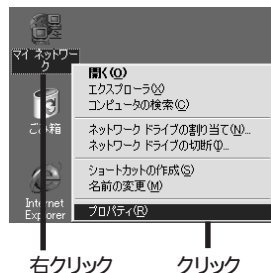 マイ ネットワー
ク
開く(O)
エクスプローラ(X)
コンピュータの検索(C)
ごみ箱
ネットワーク ドライブの割り当て(N)...
ネットワーク ドライブの切断(I)...
ショートカットの作成(S)
名前の変更(M)
Internet
Explorer
プロパティ(R)
右クリック
クリック